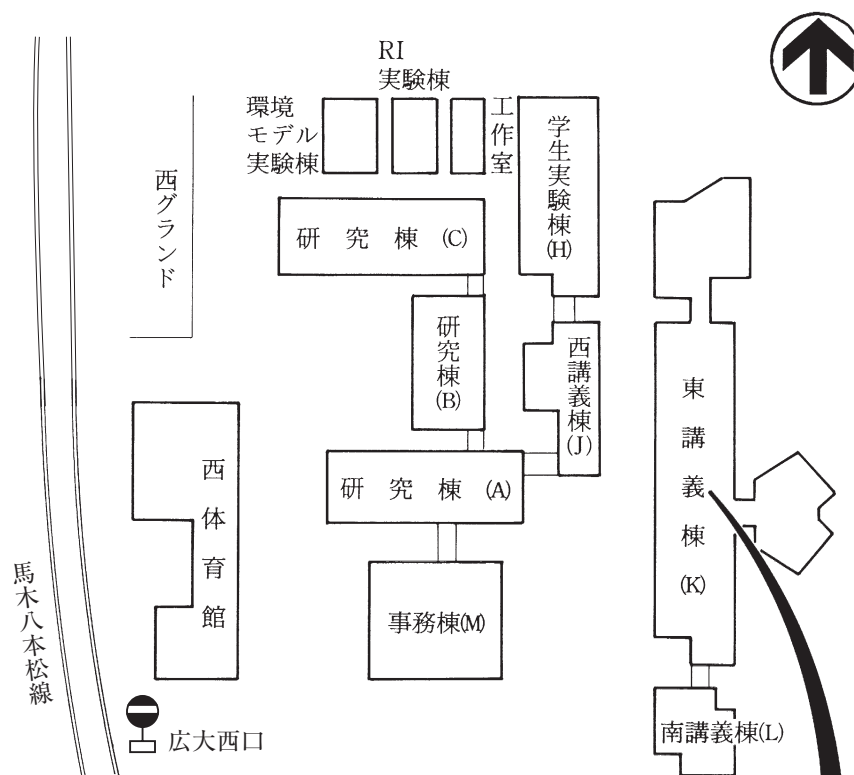 RI
実験棟
環境
モデル
実験棟
工作室
学生実験棟(H)
西グランド
研究棟(C)
研究棟(B)
西講義棟(J)
東講義棟(K)
研究棟(A)
西体育館
事務棟(M)
馬木八本松線
広大西口
南講義棟(L)